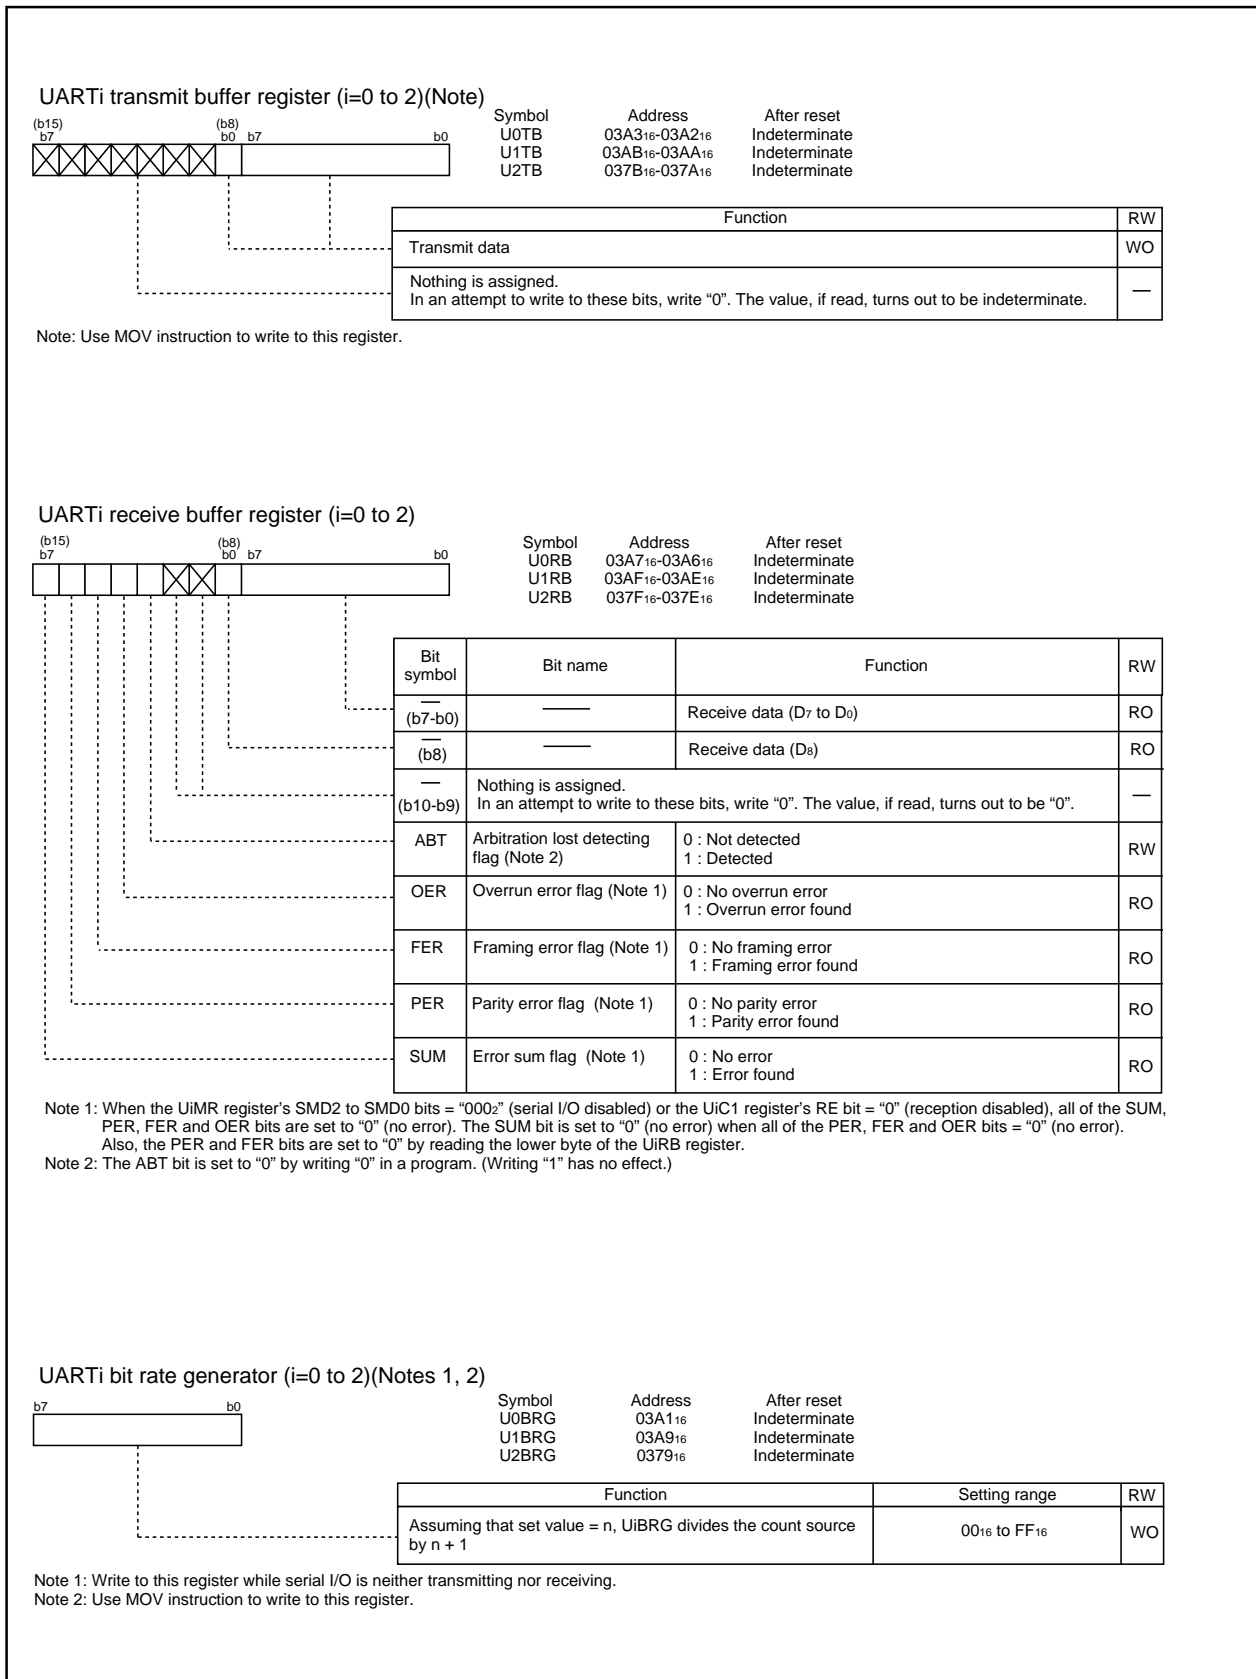 UARTi transmit buffer register (i=0 to 2)(Note)
Symbol Address After reset
(b15) (b8)
b7 b0 b7 b0
U0TB 03A3₁₆-03A2₁₆ Indeterminate
U1TB 03AB₁₆-03AA₁₆ Indeterminate
U2TB 037B₁₆-037A₁₆ Indeterminate
Function RW
Transmit data WO
Nothing is assigned.
In an attempt to write to these bits, write “0”. The value, if read, turns out to be indeterminate. —
Note: Use MOV instruction to write to this register.
UARTi receive buffer register (i=0 to 2)
(b15) (b8)
b7 b0 b7 b0
Symbol Address After reset
U0RB 03A7₁₆-03A6₁₆ Indeterminate
U1RB 03AF₁₆-03AE₁₆ Indeterminate
U2RB 037F₁₆-037E₁₆ Indeterminate
Bit symbol Bit name Function RW
— (b7-b0) — Receive data (D₇ to D₀) RO
— (b8) — Receive data (D₈) RO
— (b10-b9) Nothing is assigned.
In an attempt to write to these bits, write “0”. The value, if read, turns out to be “0”. —
ABT Arbitration lost detecting flag (Note 2) 0 : Not detected
1 : Detected RW
OER Overrun error flag (Note 1) 0 : No overrun error
1 : Overrun error found RO
FER Framing error flag (Note 1) 0 : No framing error
1 : Framing error found RO
PER Parity error flag (Note 1) 0 : No parity error
1 : Parity error found RO
SUM Error sum flag (Note 1) 0 : No error
1 : Error found RO
Note 1: When the UiMR register’s SMD2 to SMD0 bits = “000₂” (serial I/O disabled) or the UiC1 register’s RE bit = “0” (reception disabled), all of the SUM,
PER, FER and OER bits are set to “0” (no error). The SUM bit is set to “0” (no error) when all of the PER, FER and OER bits = “0” (no error).
Also, the PER and FER bits are set to “0” by reading the lower byte of the UiRB register.
Note 2: The ABT bit is set to “0” by writing “0” in a program. (Writing “1” has no effect.)
UARTi bit rate generator (i=0 to 2)(Notes 1, 2)
b7 b0
Symbol Address After reset
U0BRG 03A1₁₆ Indeterminate
U1BRG 03A9₁₆ Indeterminate
U2BRG 0379₁₆ Indeterminate
Function Setting range RW
Assuming that set value = n, UiBRG divides the count source
by n + 1 00₁₆ to FF₁₆ WO
Note 1: Write to this register while serial I/O is neither transmitting nor receiving.
Note 2: Use MOV instruction to write to this register.